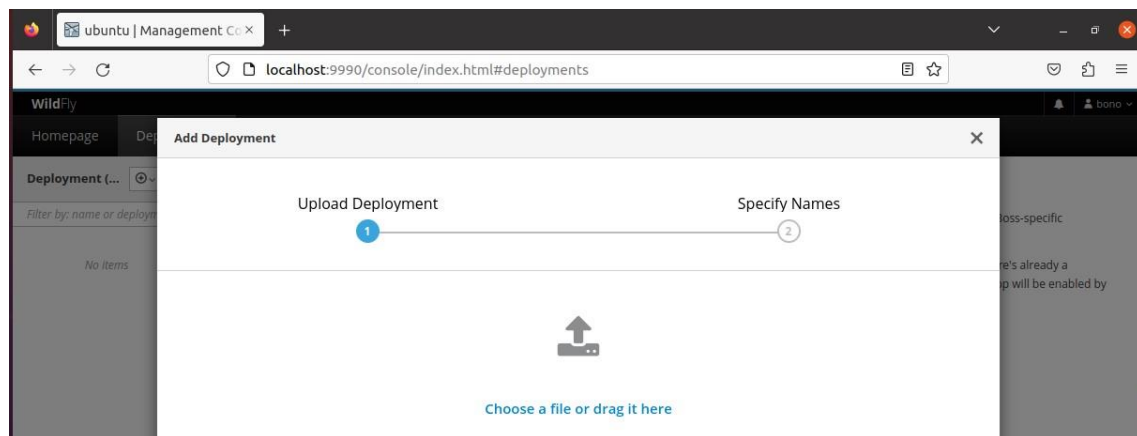 ubuntu | Management Co
localhost:9990/console/index.html#deployments
WildFly
bono
Homepage
Dep
Add Deployment
Deployment (...
Upload Deployment
Specify Names
Filter by: name or deploym
1
2
oss-specific
No items
re's already a
pp will be enabled by
Choose a file or drag it here